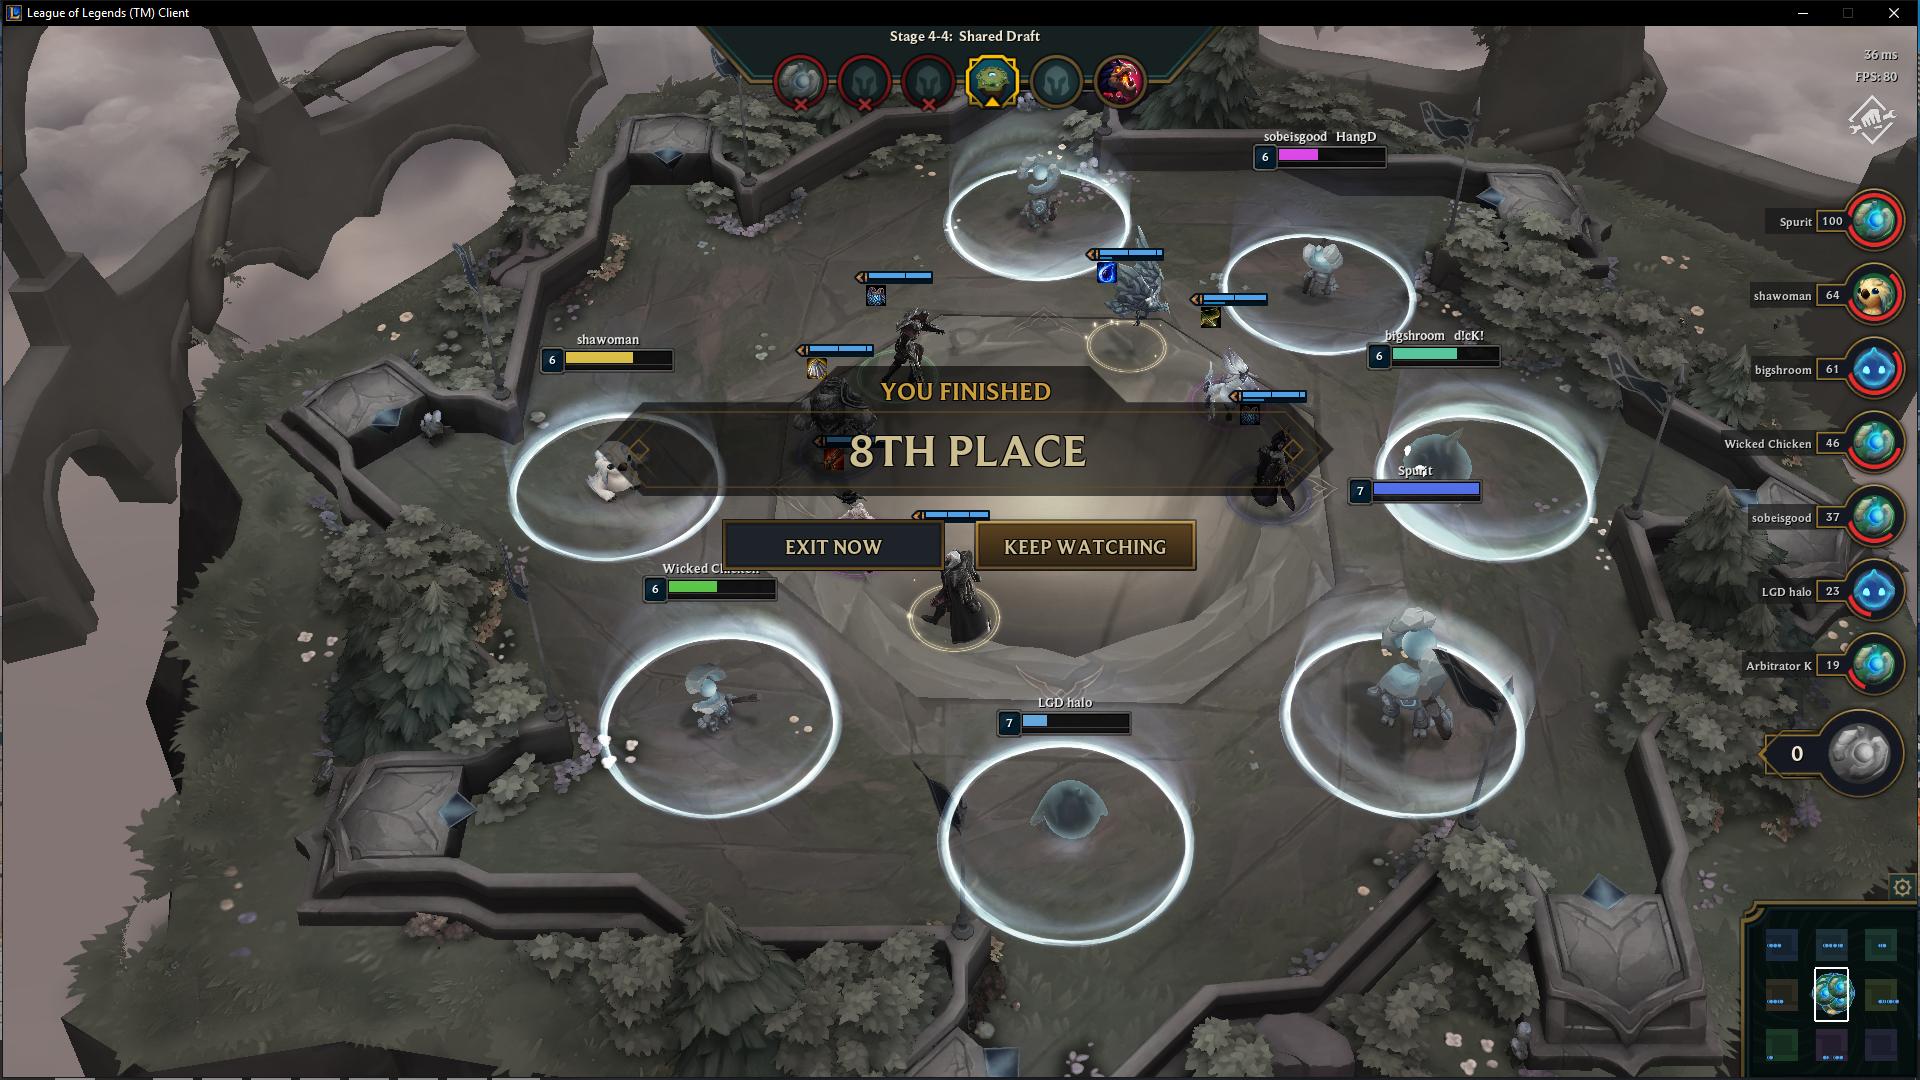 League of Legends (TM) Client
Stage 4-4: Shared Draft
36 ms
FPS: 80
sobeisgood HangD
6
Spurit 100
shawoman 64
shawoman
6
bigshroom d!cK!
6
bigshroom 61
YOU FINISHED
8TH PLACE
Wicked Chicken 46
Spurit
7
sobeisgood 37
EXIT NOW
KEEP WATCHING
Wicked Chicken
6
LGD halo 23
Arbitrator K 19
LGD halo
7
0